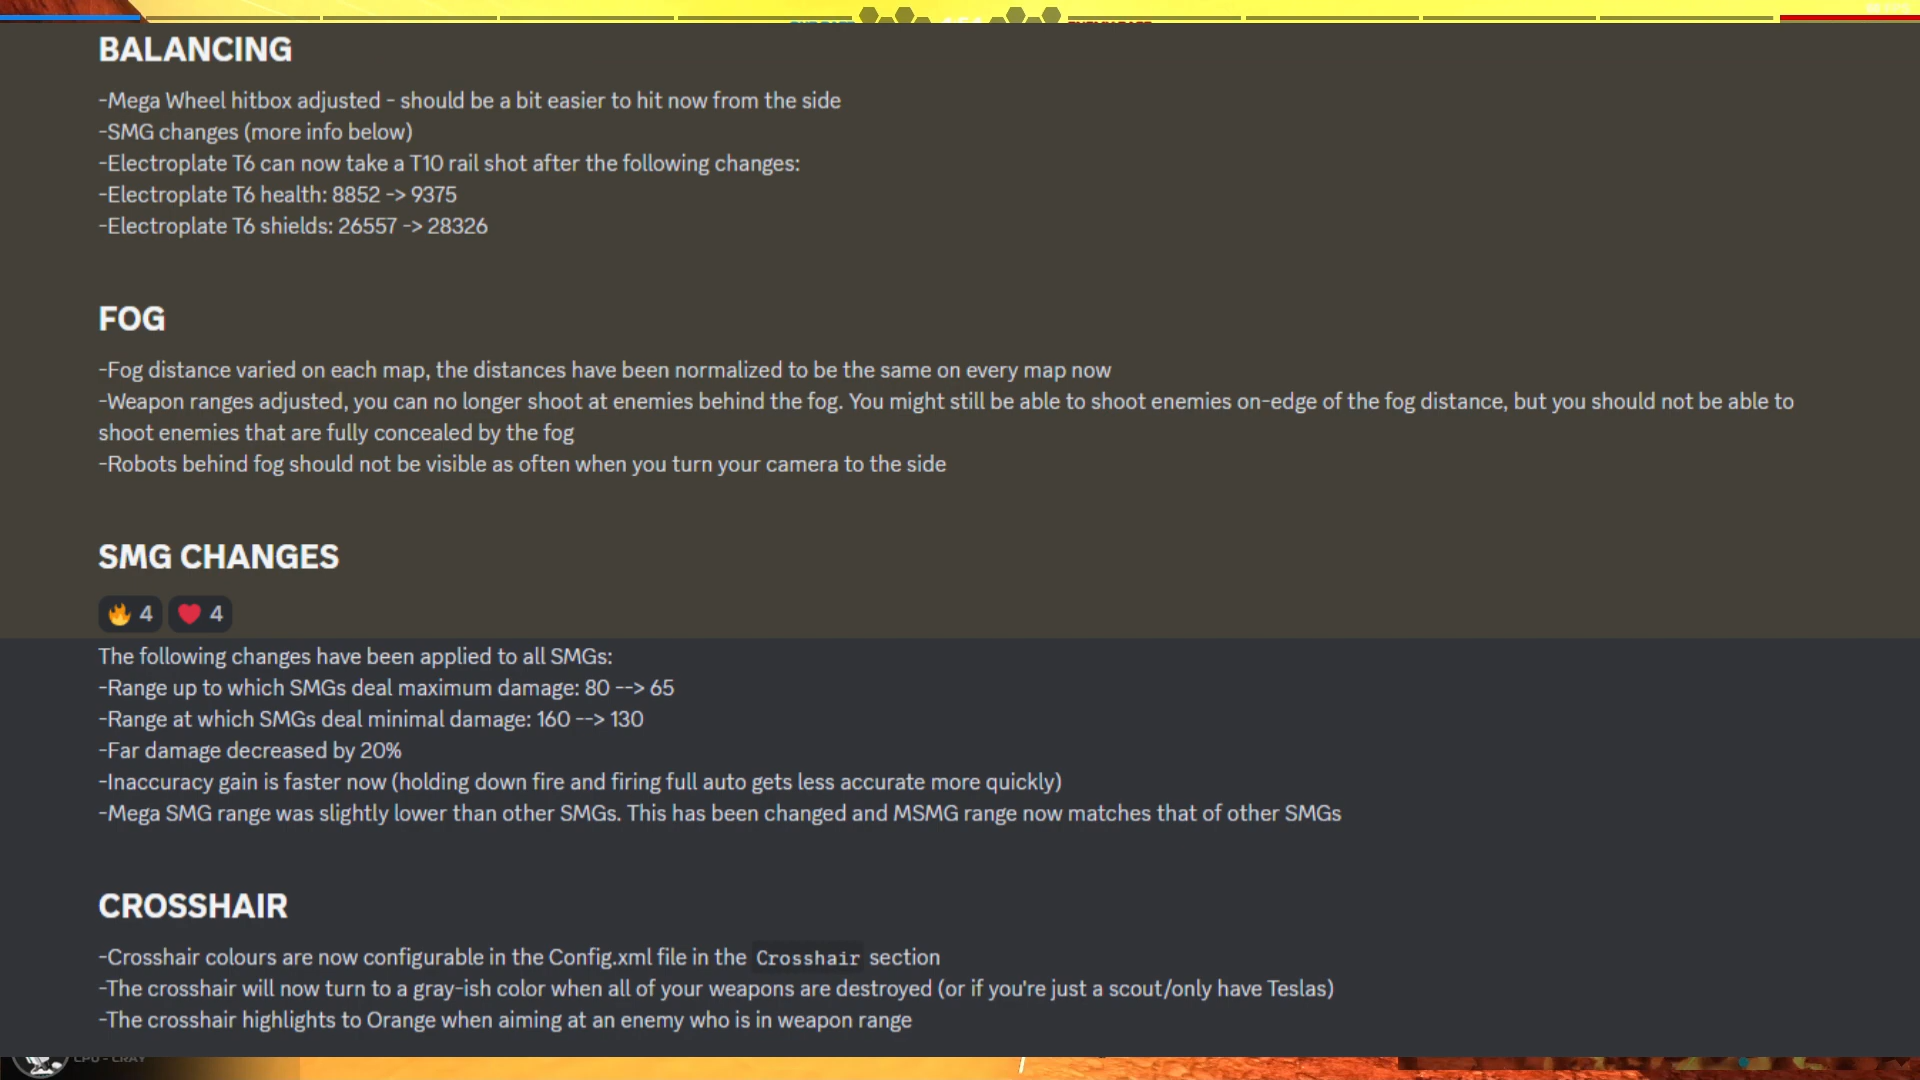 BALANCING
-Mega Wheel hitbox adjusted - should be a bit easier to hit now from the side
-SMG changes (more info below)
-Electroplate T6 can now take a T10 rail shot after the following changes:
-Electroplate T6 health: 8852 -> 9375
-Electroplate T6 shields: 26557 -> 28326
FOG
-Fog distance varied on each map, the distances have been normalized to be the same on every map now
-Weapon ranges adjusted, you can no longer shoot at enemies behind the fog. You might still be able to shoot enemies on-edge of the fog distance, but you should not be able to
shoot enemies that are fully concealed by the fog
-Robots behind fog should not be visible as often when you turn your camera to the side
SMG CHANGES
🔥 4 ❤️ 4
The following changes have been applied to all SMGs:
-Range up to which SMGs deal maximum damage: 80 --> 65
-Range at which SMGs deal minimal damage: 160 --> 130
-Far damage decreased by 20%
-Inaccuracy gain is faster now (holding down fire and firing full auto gets less accurate more quickly)
-Mega SMG range was slightly lower than other SMGs. This has been changed and MSMG range now matches that of other SMGs
CROSSHAIR
-Crosshair colours are now configurable in the Config.xml file in the Crosshair section
-The crosshair will now turn to a gray-ish color when all of your weapons are destroyed (or if you're just a scout/only have Teslas)
-The crosshair highlights to Orange when aiming at an enemy who is in weapon range